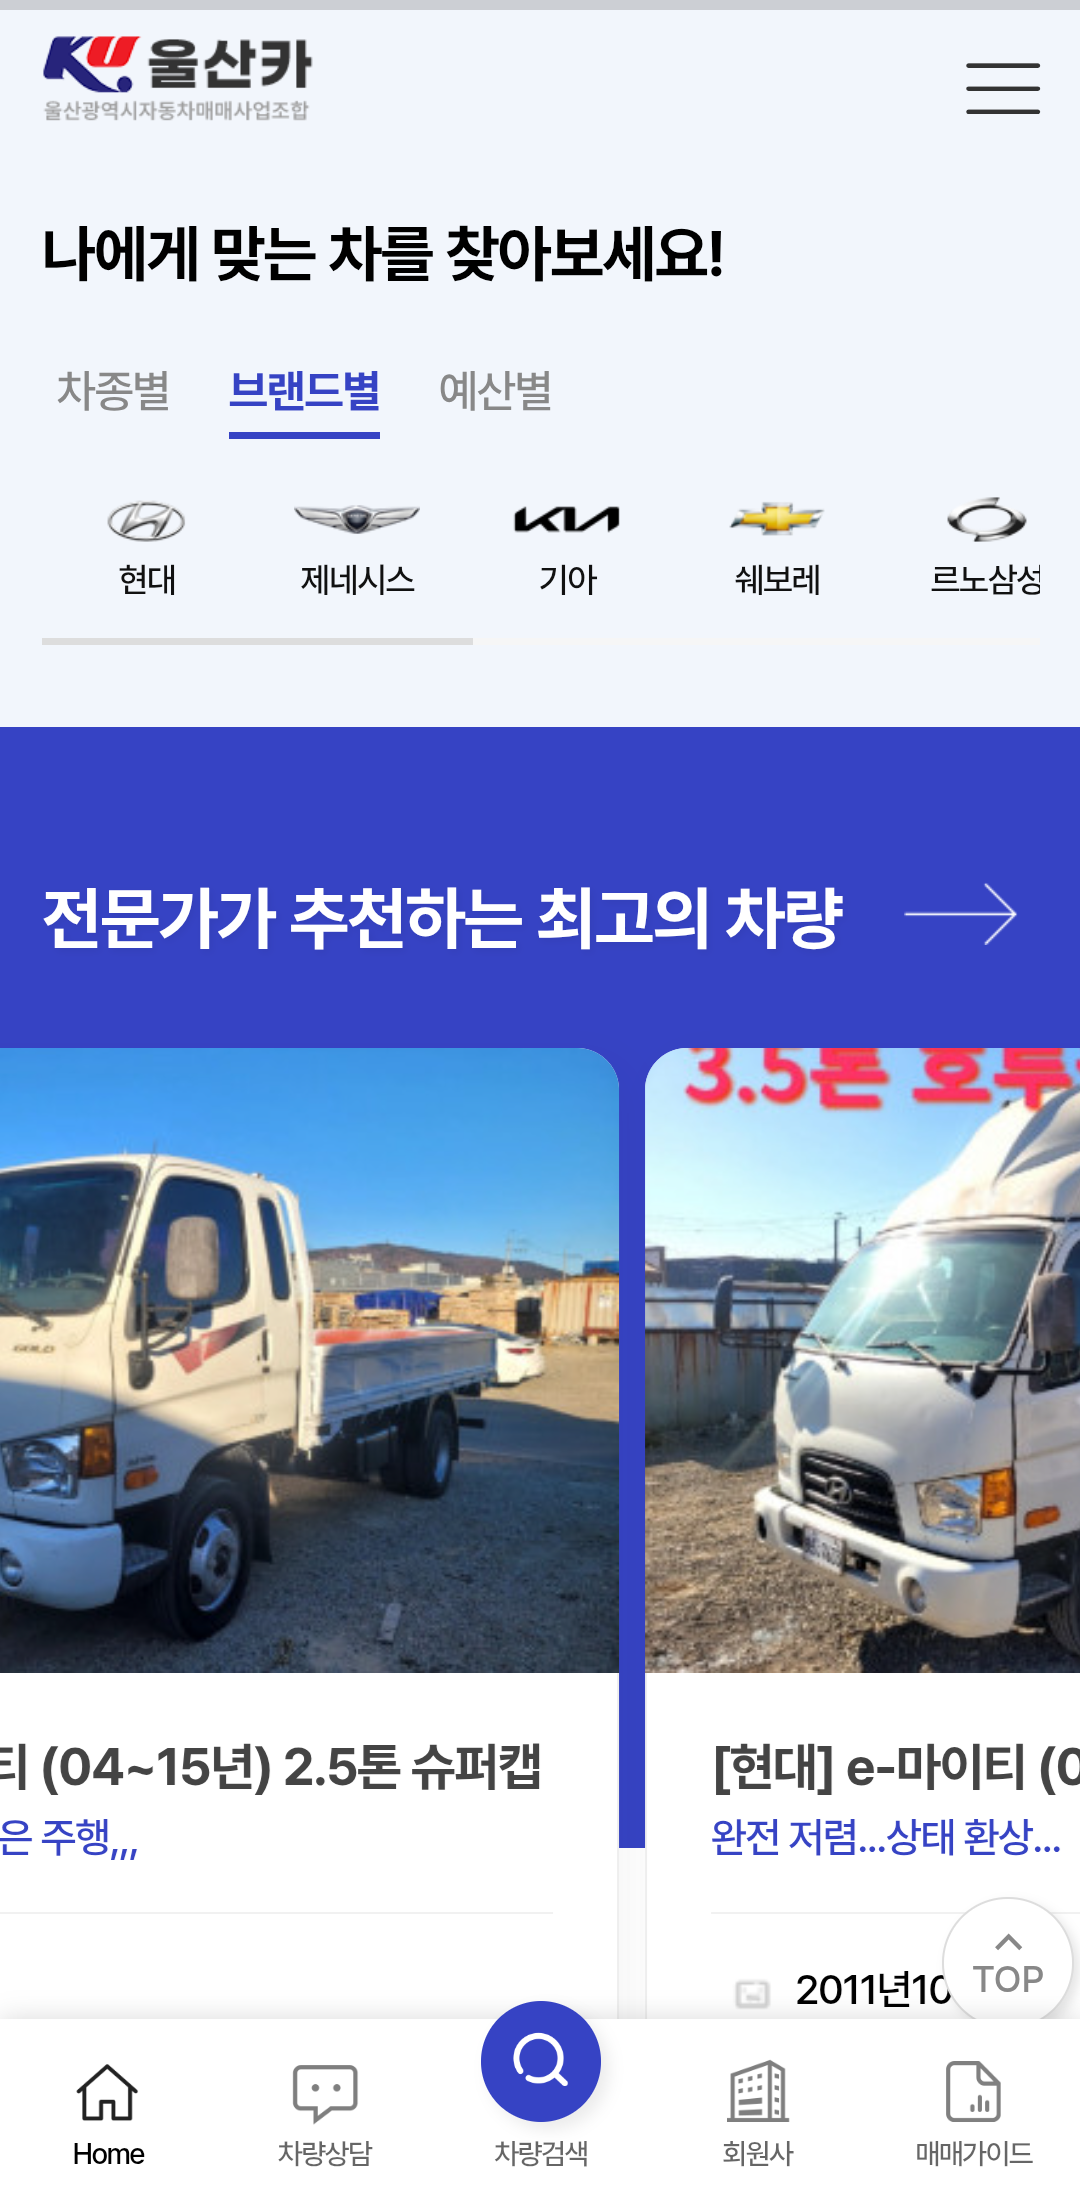 울산카
울산광역시자동차매매사업조합
나에게 맞는 차를 찾아보세요!
차종별 브랜드별 예산별
현대 제네시스 기아 쉐보레 르노삼성
전문가가 추천하는 최고의 차량
3.5톤 호루
GOLD
티 (04~15년) 2.5톤 슈퍼캡
은 주행,,,
[현대] e-마이티 (0
완전 저렴...상태 환상...
2011년10
TOP
Home 차량상담 차량검색 회원사 매매가이드